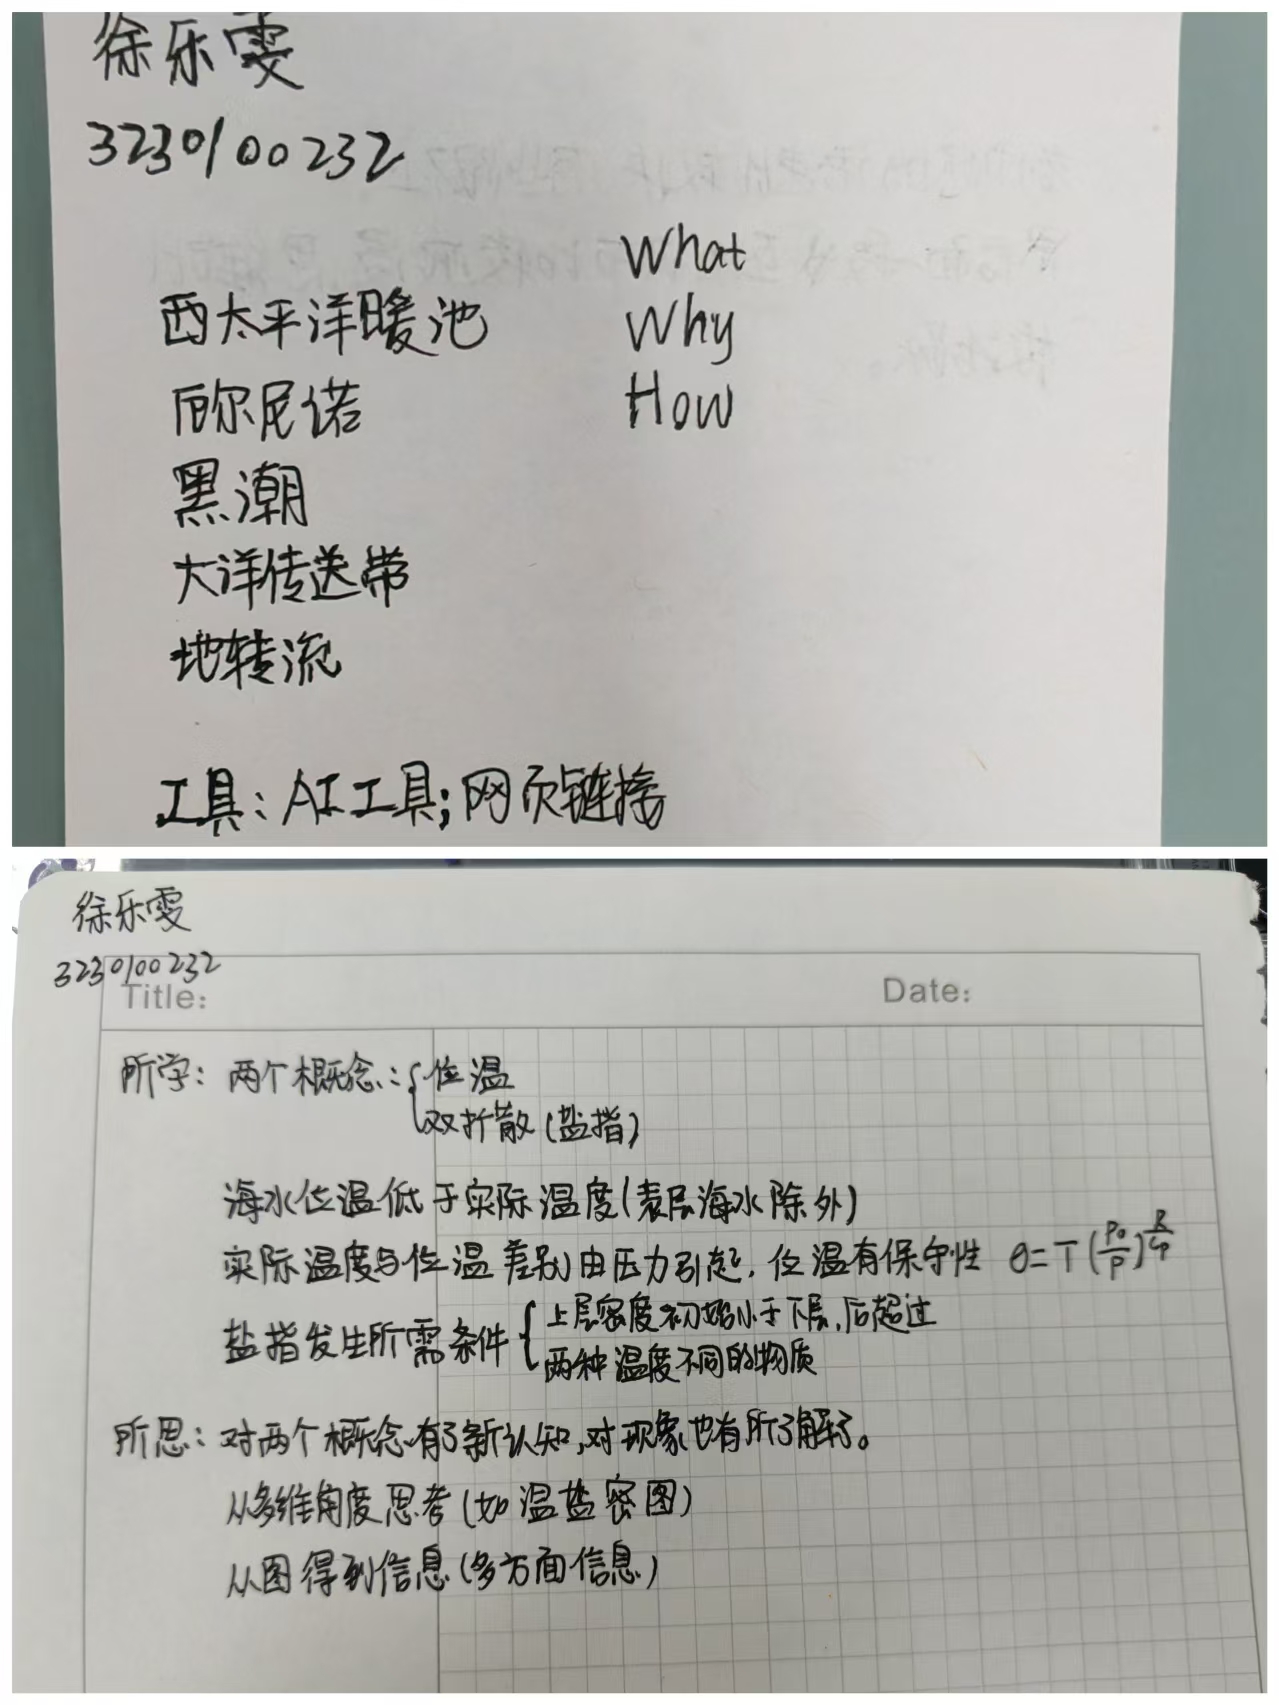 徐乐雯
3230100232
What
西太平洋暖池 Why
厄尔尼诺 How
黑潮
大洋传送带
地转流
工具：AI工具；网页链接
徐乐雯
3230100232
Title: Date:
所学：两个概念：{位温
双扩散（盐指）
海水位温低于实际温度（表层海水除外）
实际温度与位温差别由压力引起，位温有保守性 θ=T(P₀/P)^(R/Cp)
盐指发生所需条件{上层密度初始小于下层，后超过
两种温度不同的物质
所思：对两个概念有了新认知，对现象也有所了解了。
从多维角度思考（如温盐密图）
从图得到信息（多方面信息）